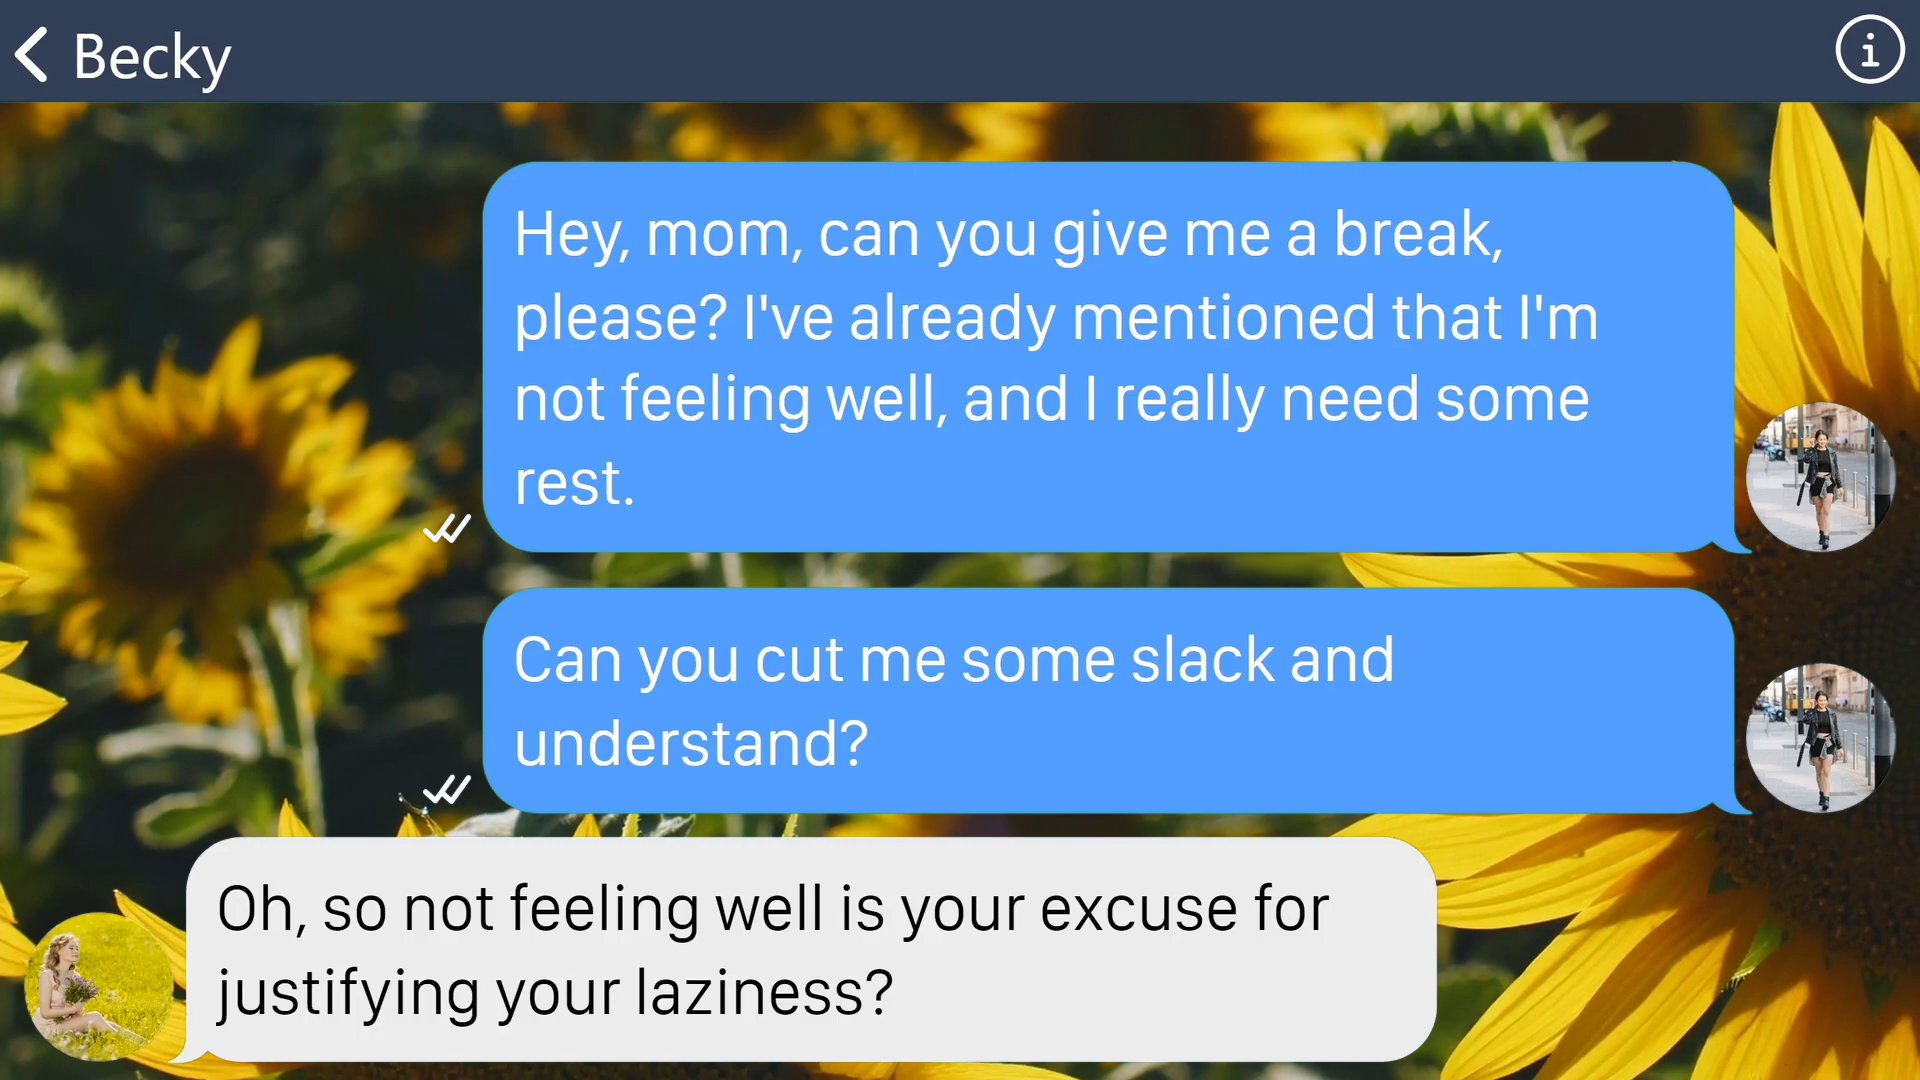 Becky
Hey, mom, can you give me a break,
please? I've already mentioned that I'm
not feeling well, and I really need some
rest.
Can you cut me some slack and
understand?
Oh, so not feeling well is your excuse for
justifying your laziness?